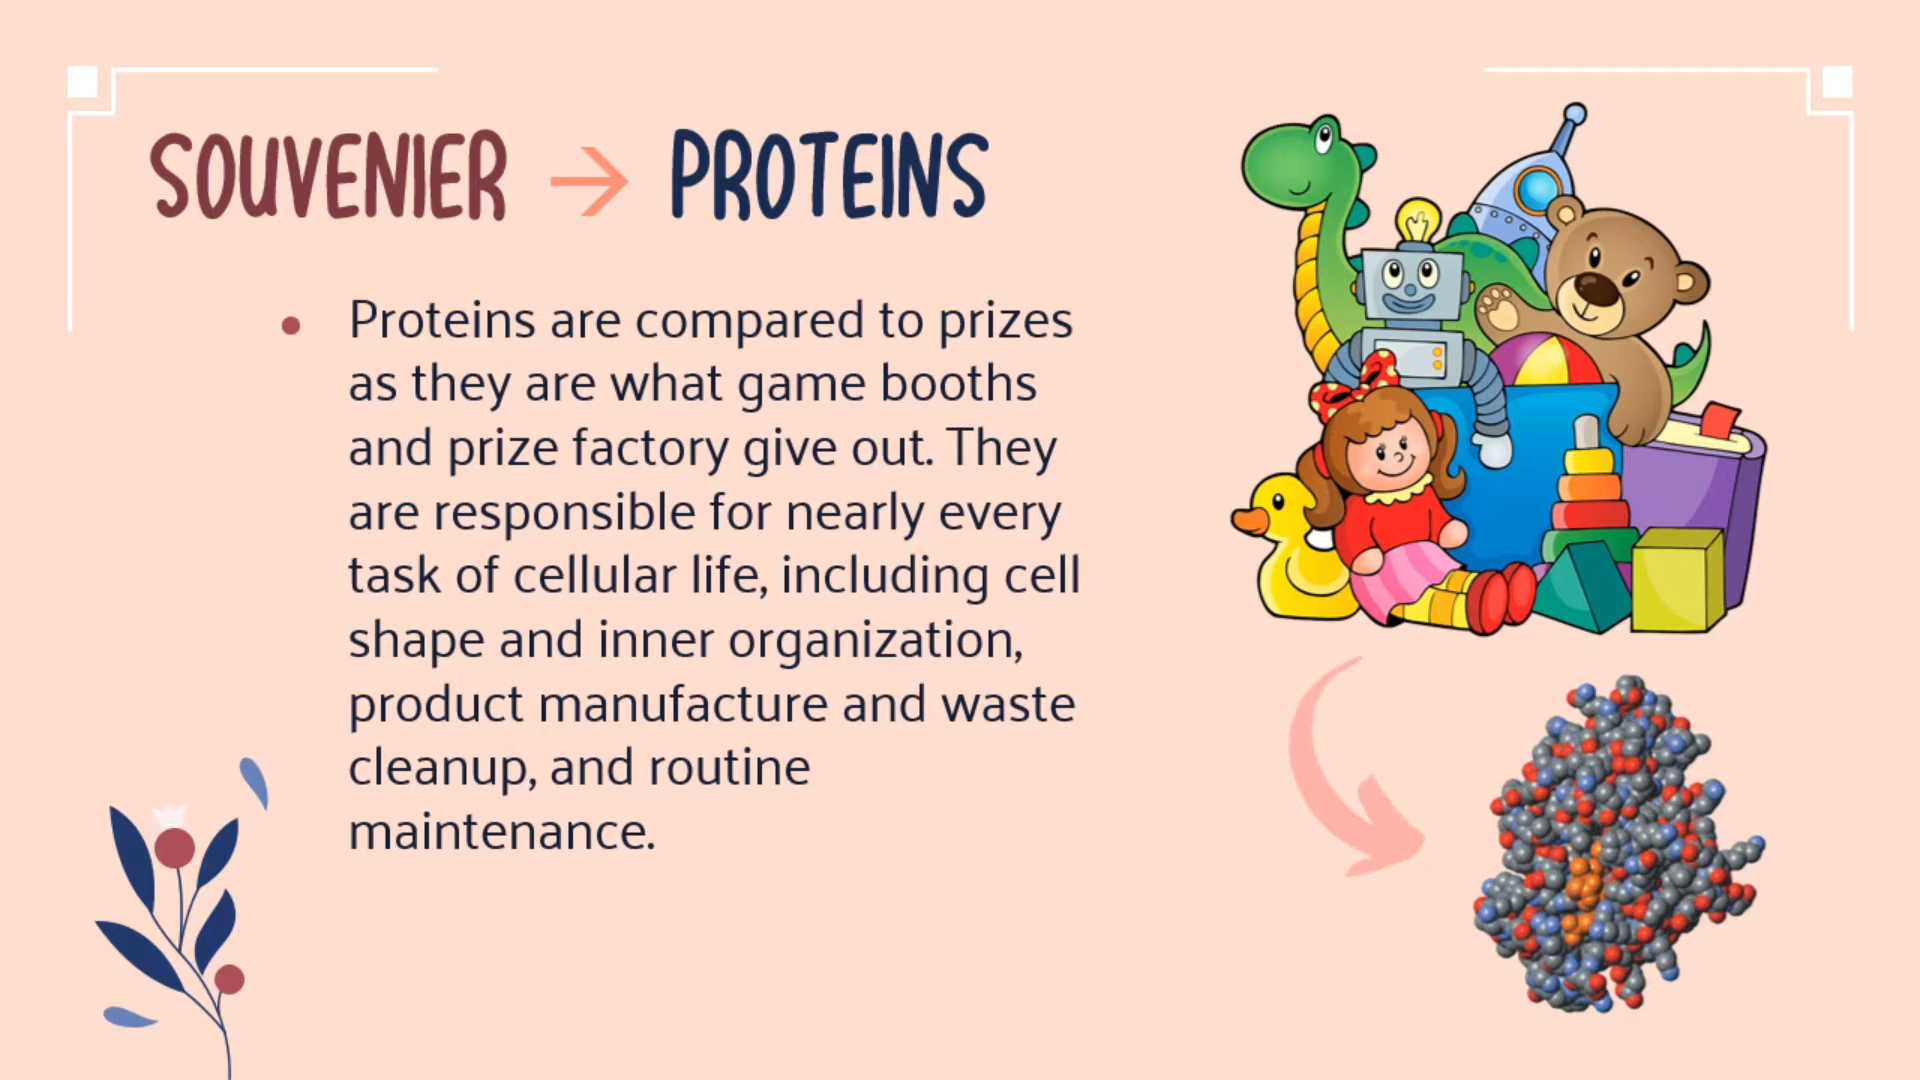 SOUVENIER → PROTEINS
• Proteins are compared to prizes
as they are what game booths
and prize factory give out. They
are responsible for nearly every
task of cellular life, including cell
shape and inner organization,
product manufacture and waste
cleanup, and routine
maintenance.